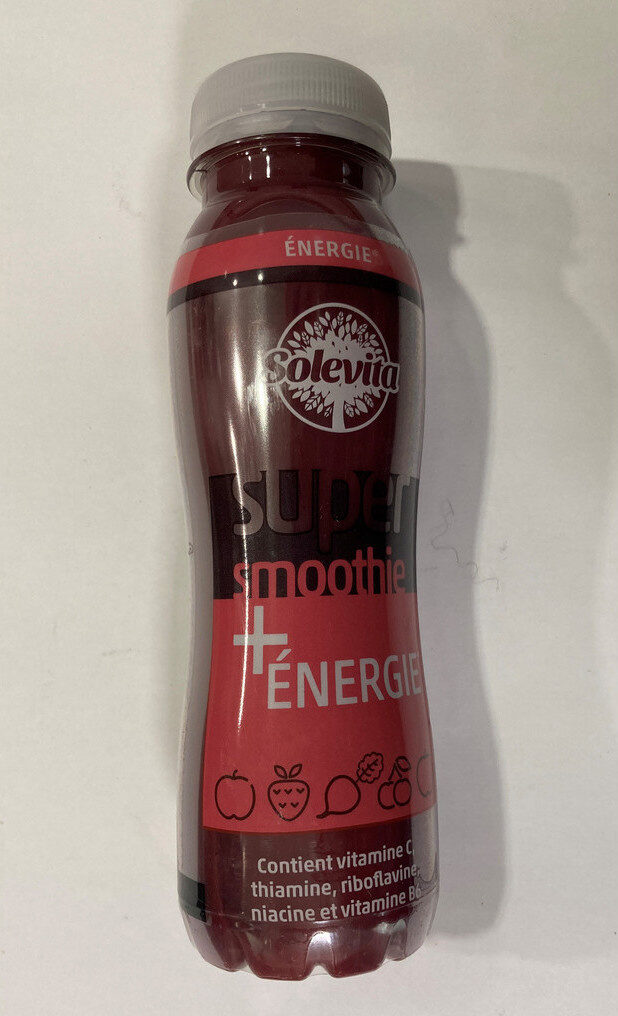 ÉNERGIE
Solevita
super
smoothie
+
ÉNERGIE
Contient vitamine C,
thiamine, riboflavine,
niacine et vitamine B6